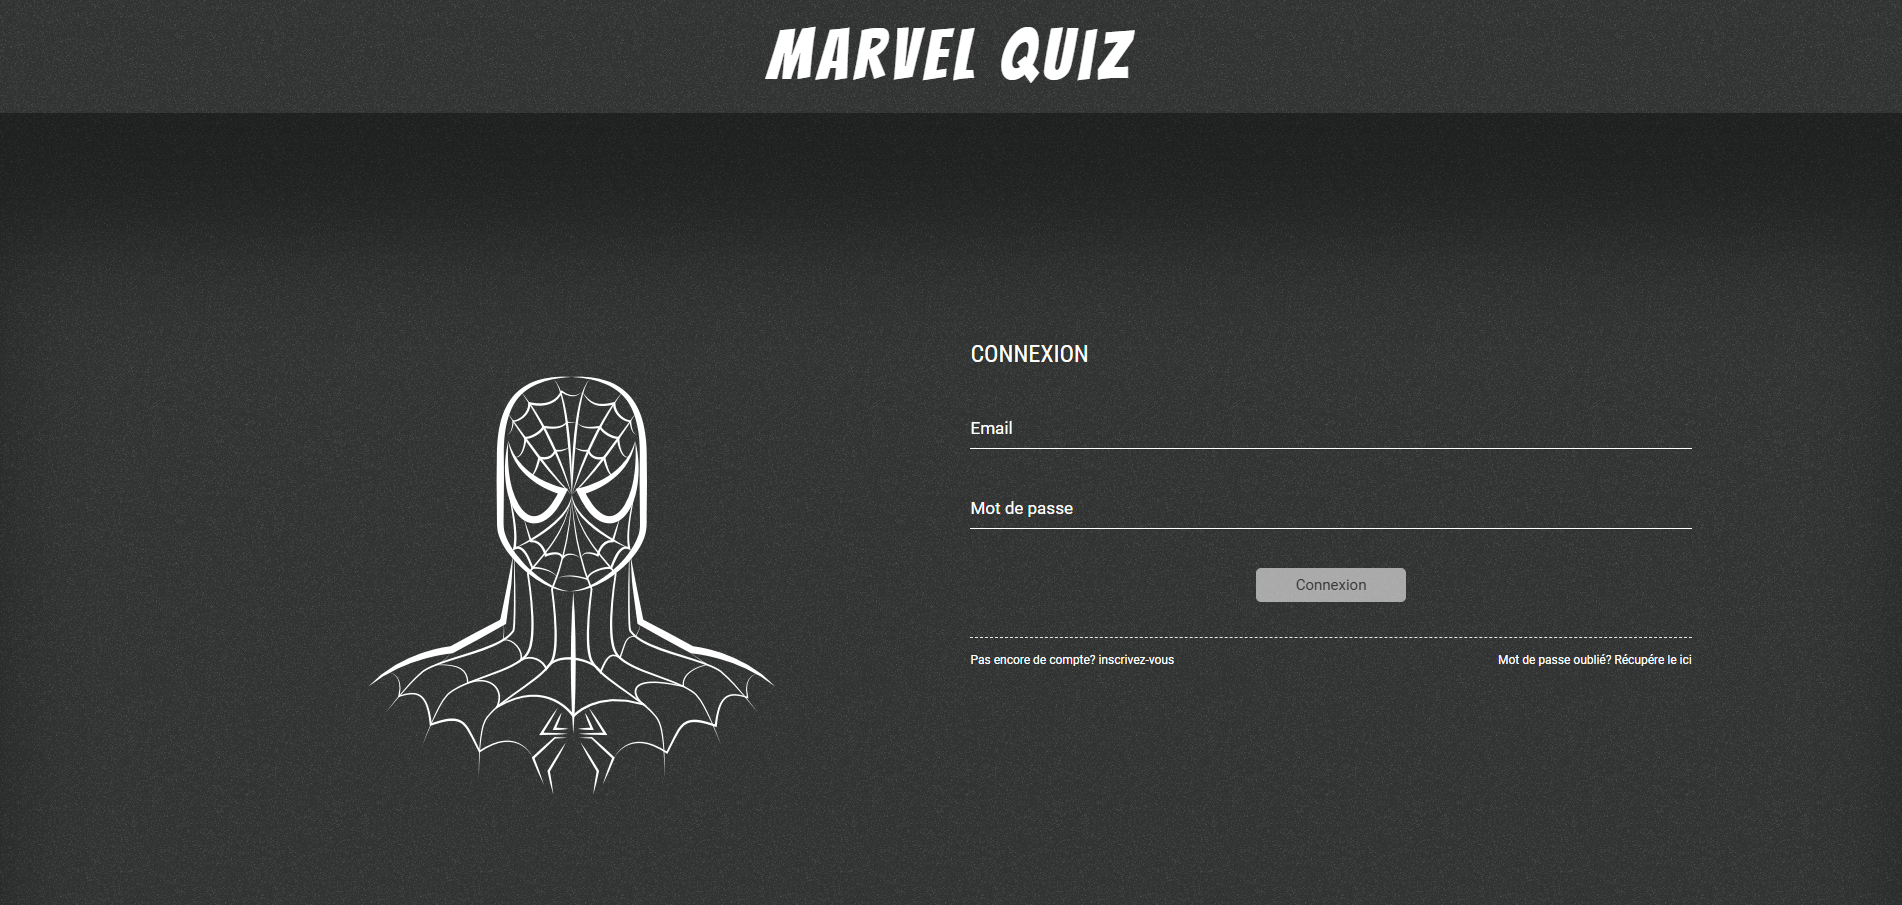 MARVEL QUIZ
CONNEXION
Email
Mot de passe
Connexion
Pas encore de compte? inscrivez-vous
Mot de passe oublié? Récupére le ici